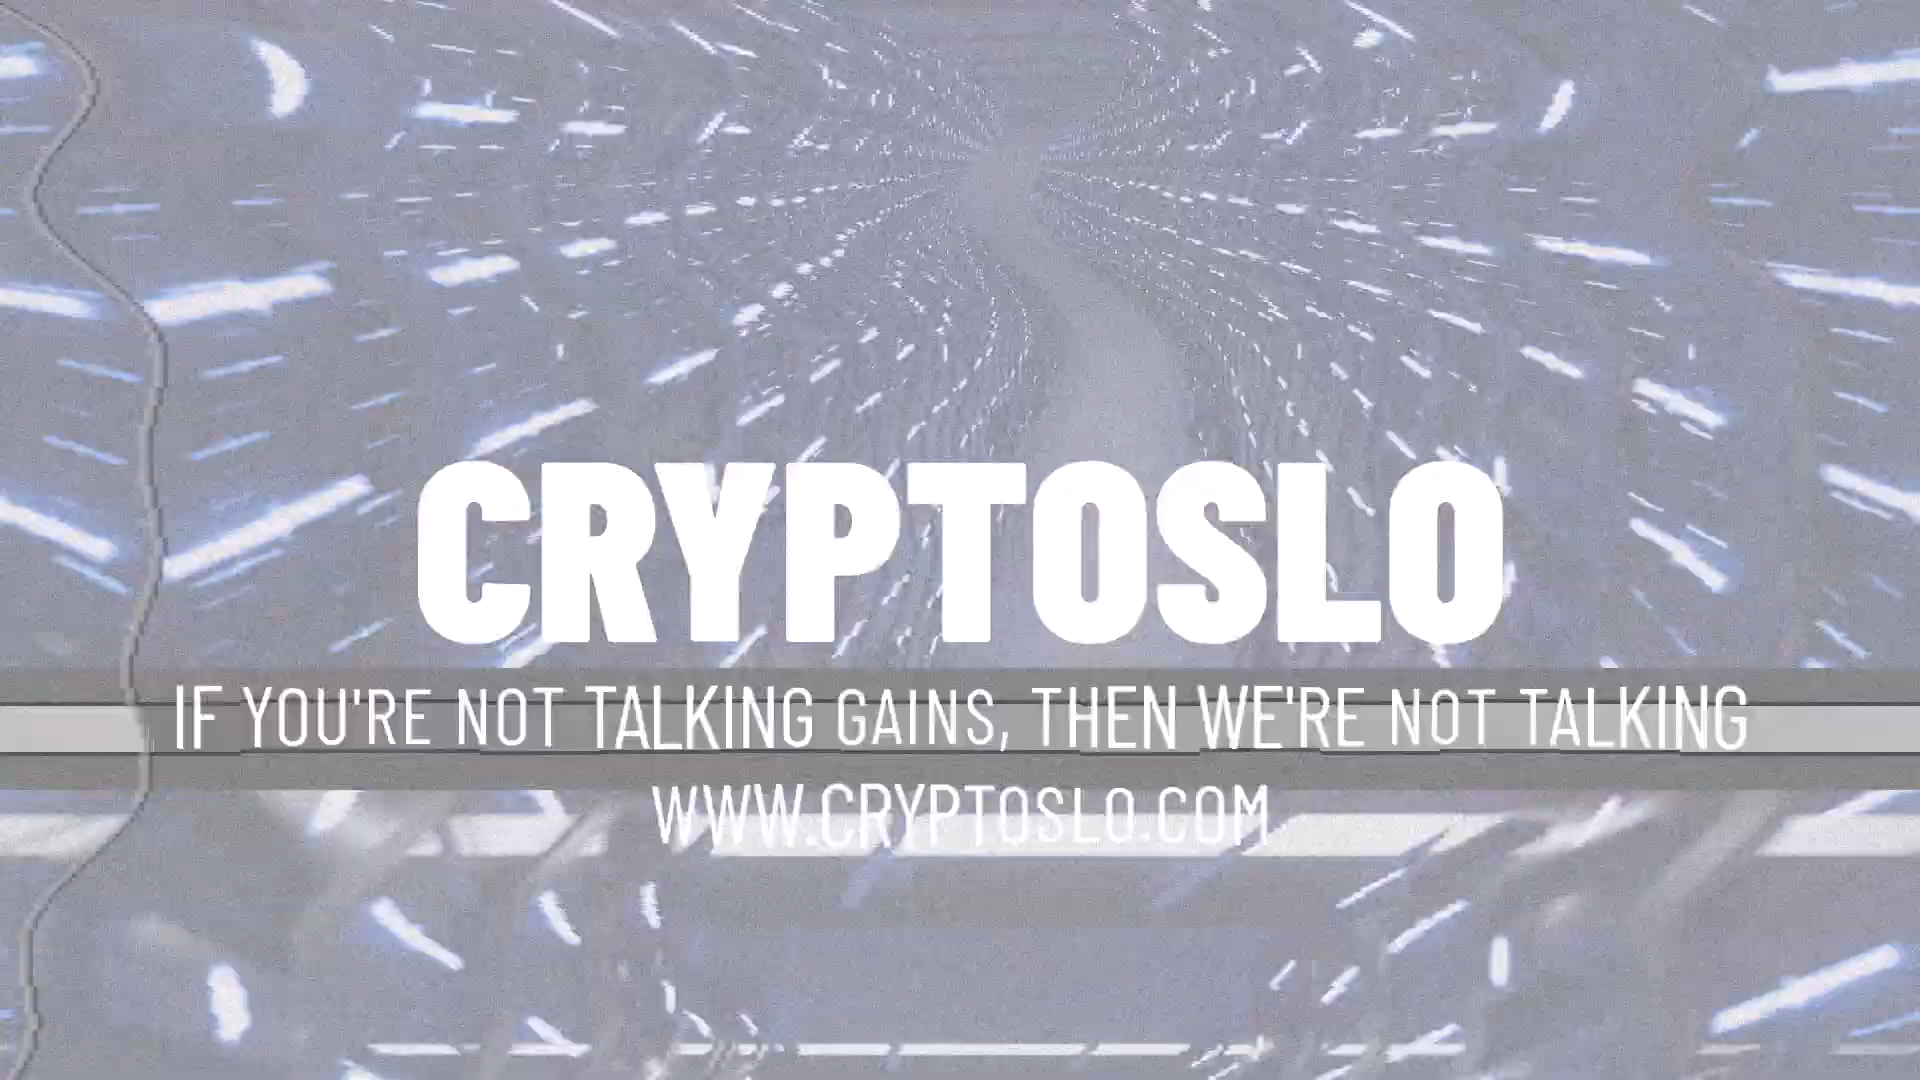 CRYPTOSLO
IF YOU'RE NOT TALKING GAINS, THEN WE'RE NOT TALKING
WWW.CRYPTOSLO.COM